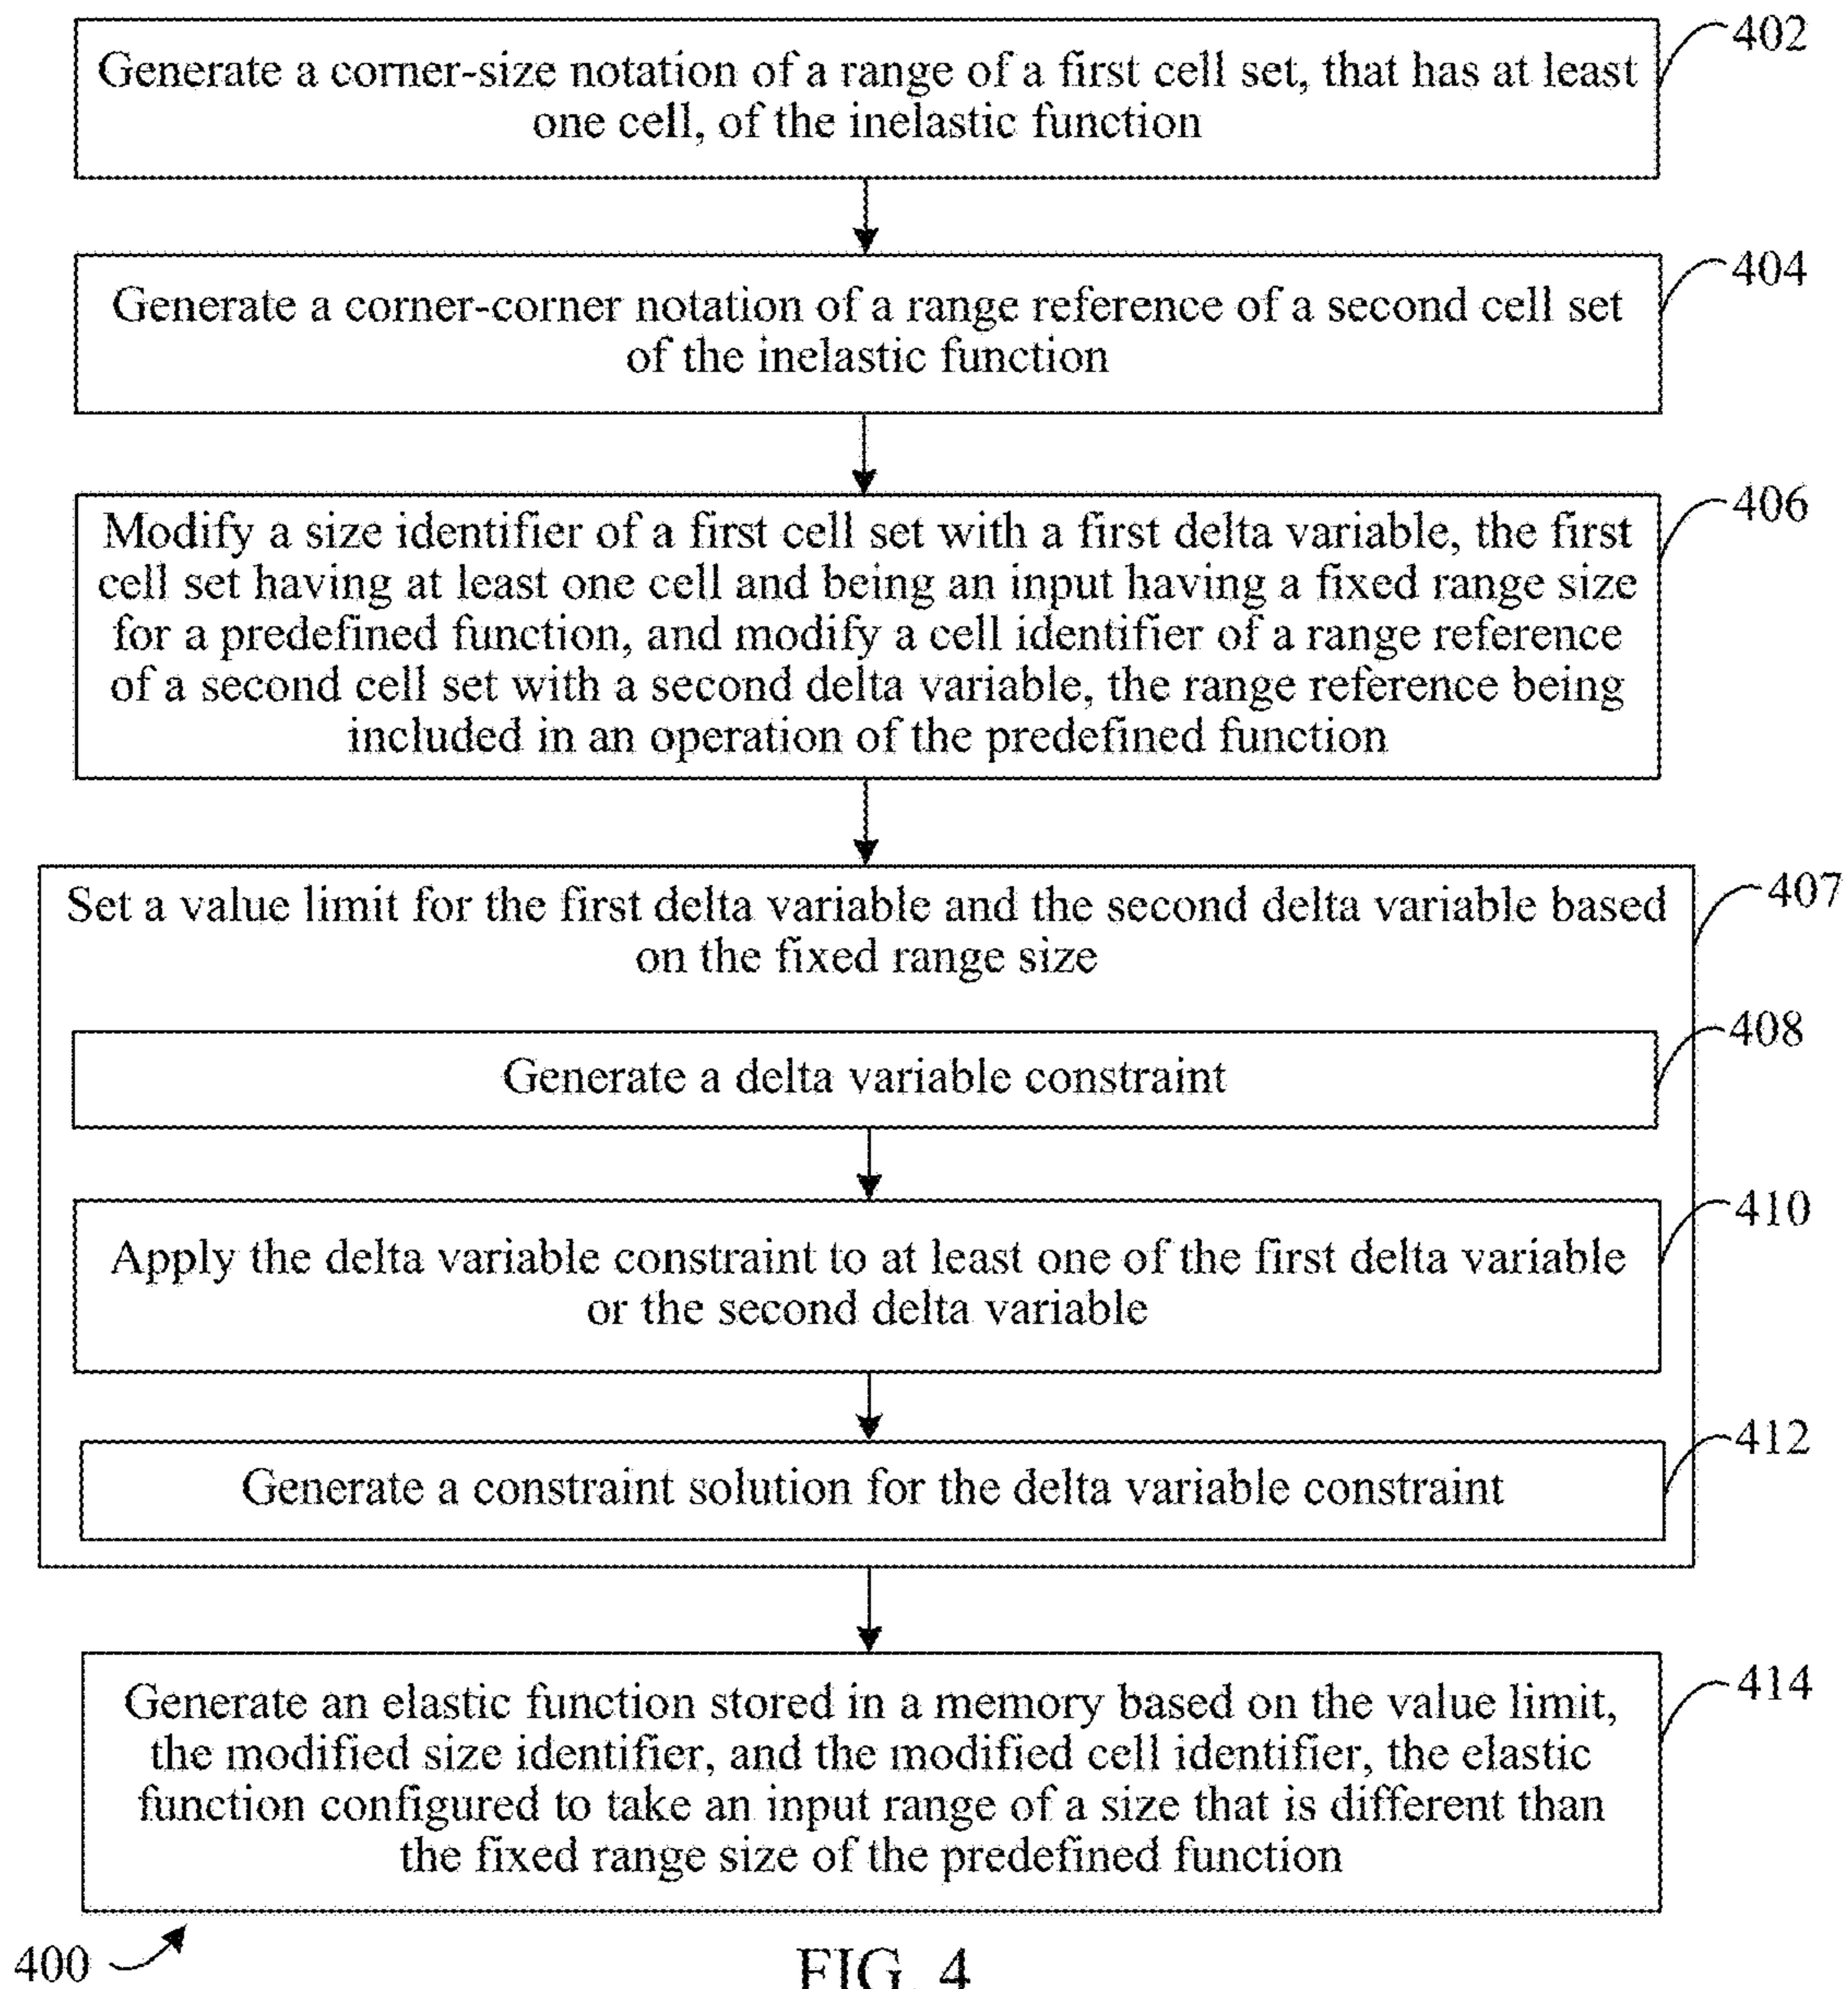 402
Generate a corner-size notation of a range of a first cell set, that has at least
one cell, of the inelastic function
404
Generate a corner-corner notation of a range reference of a second cell set
of the inelastic function
406
Modify a size identifier of a first cell set with a first delta variable, the first
cell set having at least one cell and being an input having a fixed range size
for a predefined function, and modify a cell identifier of a range reference
of a second cell set with a second delta variable, the range reference being
included in an operation of the predefined function
407
Set a value limit for the first delta variable and the second delta variable based
on the fixed range size
408
Generate a delta variable constraint
410
Apply the delta variable constraint to at least one of the first delta variable
or the second delta variable
412
Generate a constraint solution for the delta variable constraint
414
Generate an elastic function stored in a memory based on the value limit,
the modified size identifier, and the modified cell identifier, the elastic
function configured to take an input range of a size that is different than
the fixed range size of the predefined function
400
FIG. 4